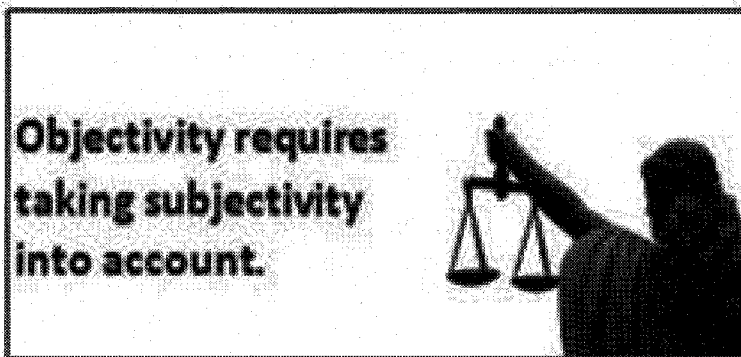 Objectivity requires
taking subjectivity
into account.